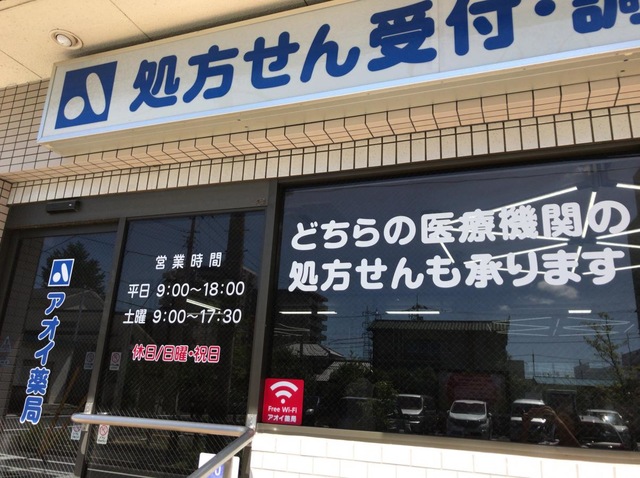 処方せん受付・調
どちらの医療機関の
処方せんも承ります
営業時間
平日 9:00～18:00
土曜 9:00～17:30
休日/日曜・祝日
アオイ薬局
Free Wi-Fi
アオイ薬局